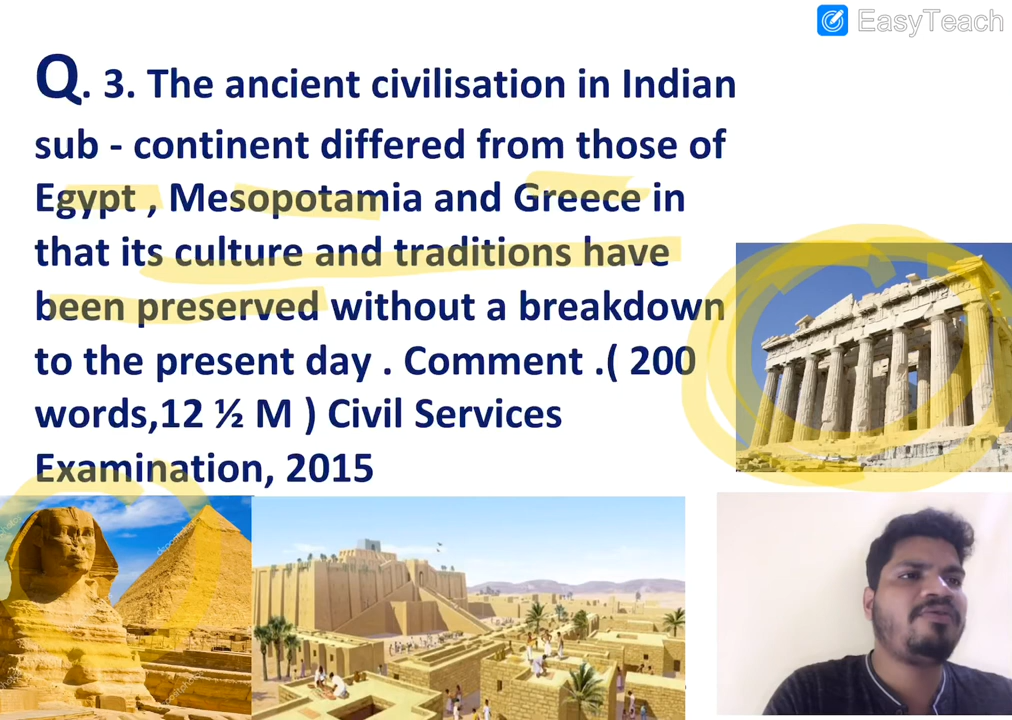 EasyTeach
Q. 3. The ancient civilisation in Indian
sub - continent differed from those of
Egypt , Mesopotamia and Greece in
that its culture and traditions have
been preserved without a breakdown
to the present day . Comment .( 200
words,12 ½ M ) Civil Services
Examination, 2015